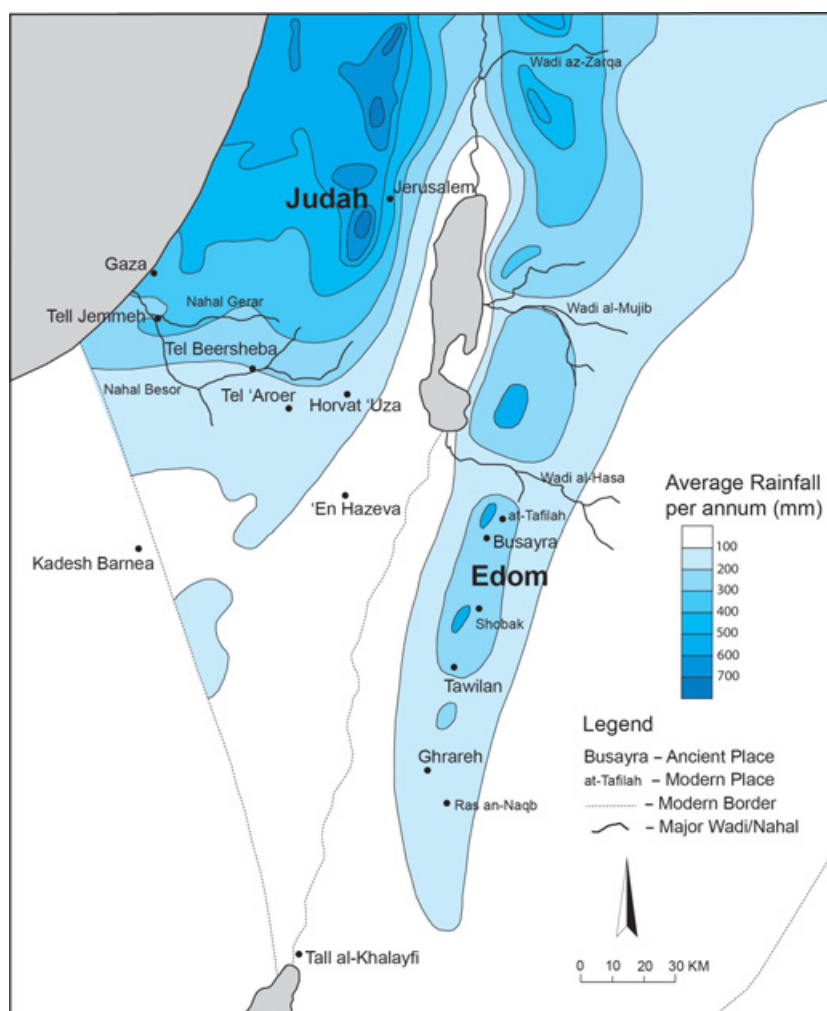 Wadi az-Zarqa
Judah
Jerusalem
Gaza
Nahal Gerar
Tell Jemmeh
Wadi al-Mujib
Tel Beersheba
Nahal Besor
Tel ‘Aroer
Horvat ‘Uza
Wadi al-Hasa
‘En Hazeva
at-Tafilah
Busayra
Kadesh Barnea
Edom
Shobak
Tawilan
Ghrareh
Ras an-Naqb
Tall al-Khalayfi
Average Rainfall
per annum (mm)
100
200
300
400
500
600
700
Legend
Busayra – Ancient Place
at-Tafilah – Modern Place
– Modern Border
– Major Wadi/Nahal
0 10 20 30 KM